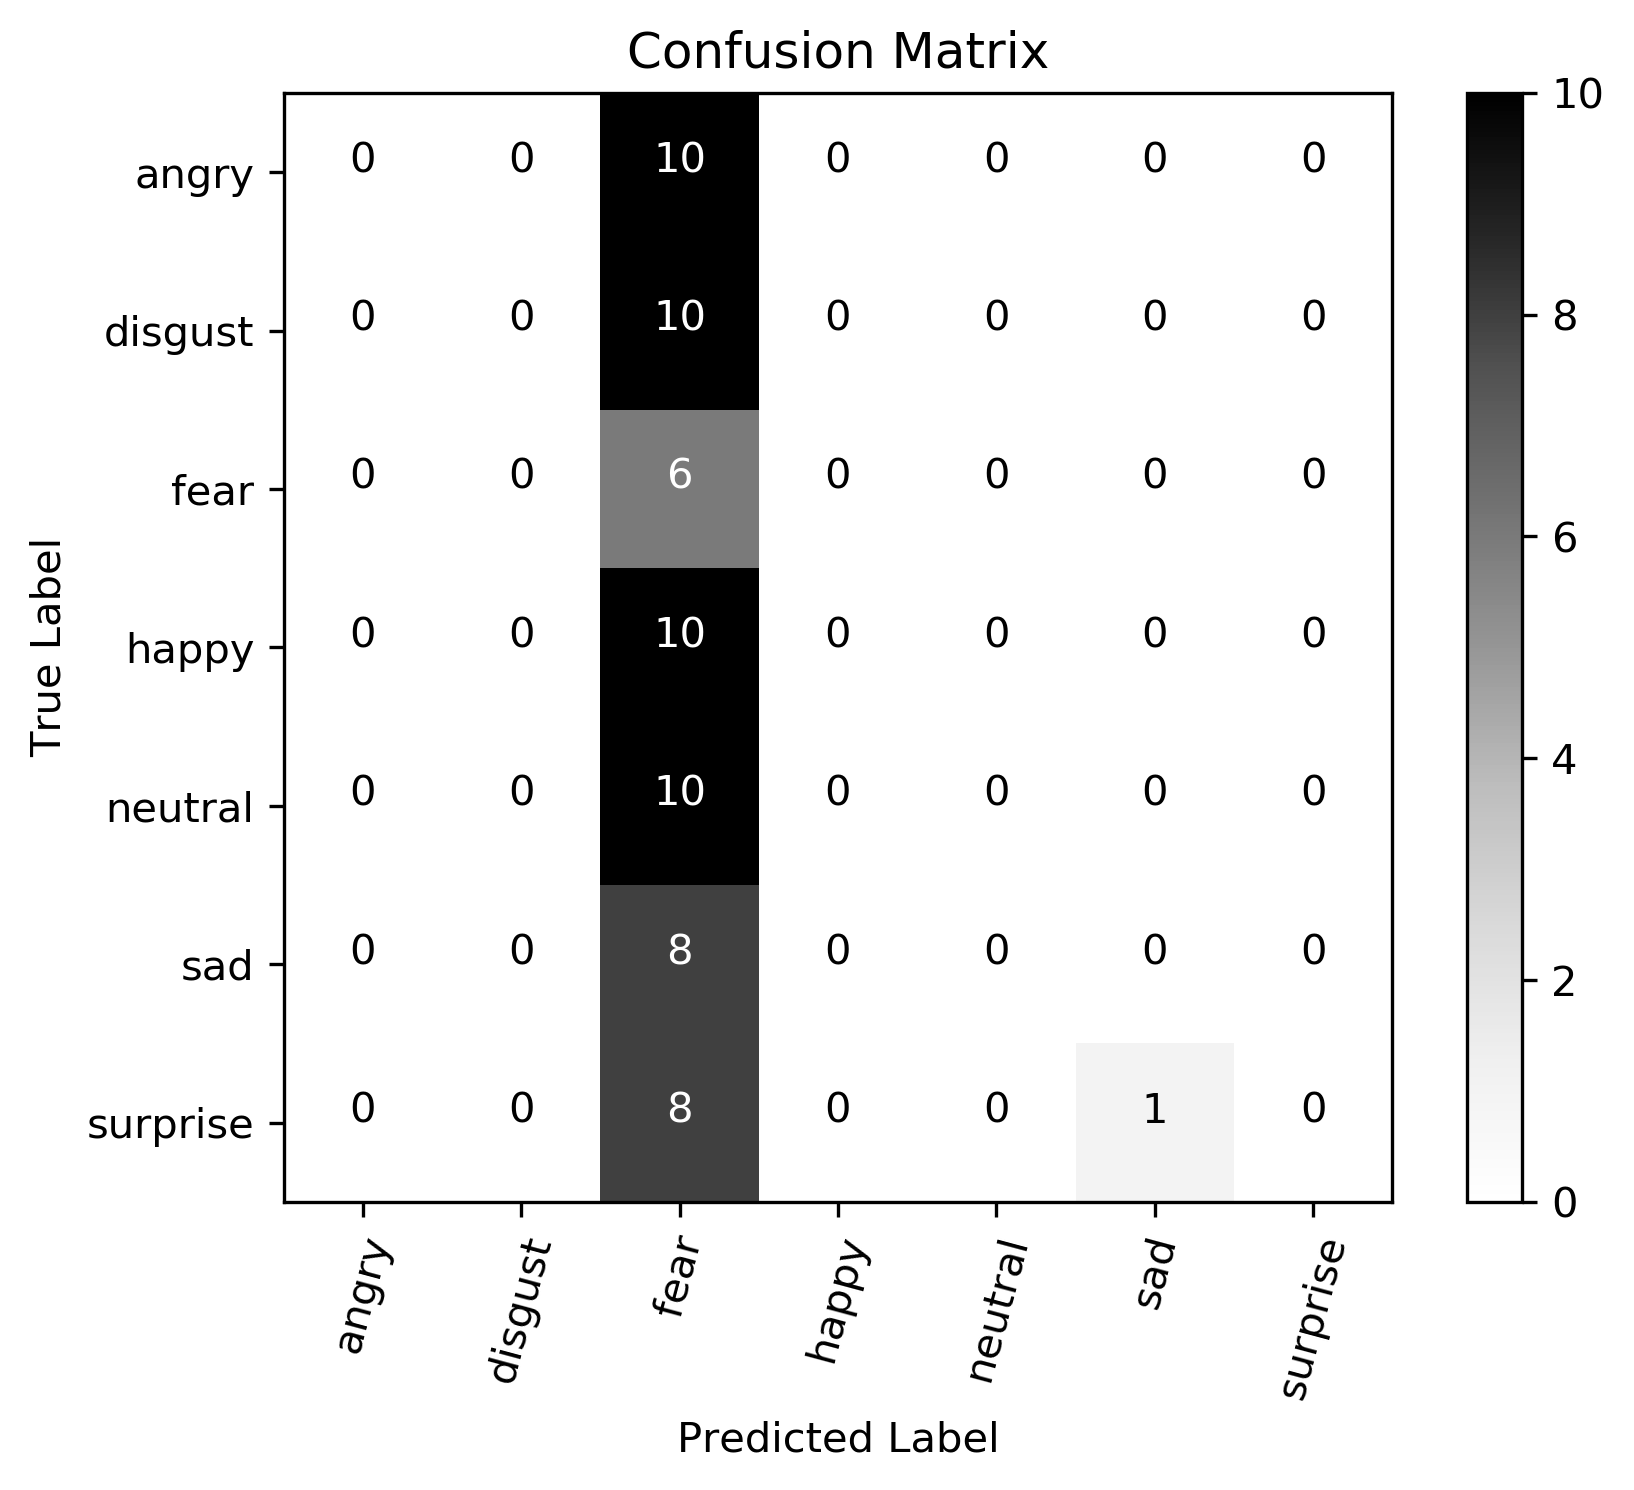 Confusion Matrix
angry 0 0 10 0 0 0 0
disgust 0 0 10 0 0 0 0
fear 0 0 6 0 0 0 0
happy 0 0 10 0 0 0 0
neutral 0 0 10 0 0 0 0
sad 0 0 8 0 0 0 0
surprise 0 0 8 0 0 1 0
True Label
angry disgust fear happy neutral sad surprise
Predicted Label
10
8
6
4
2
0